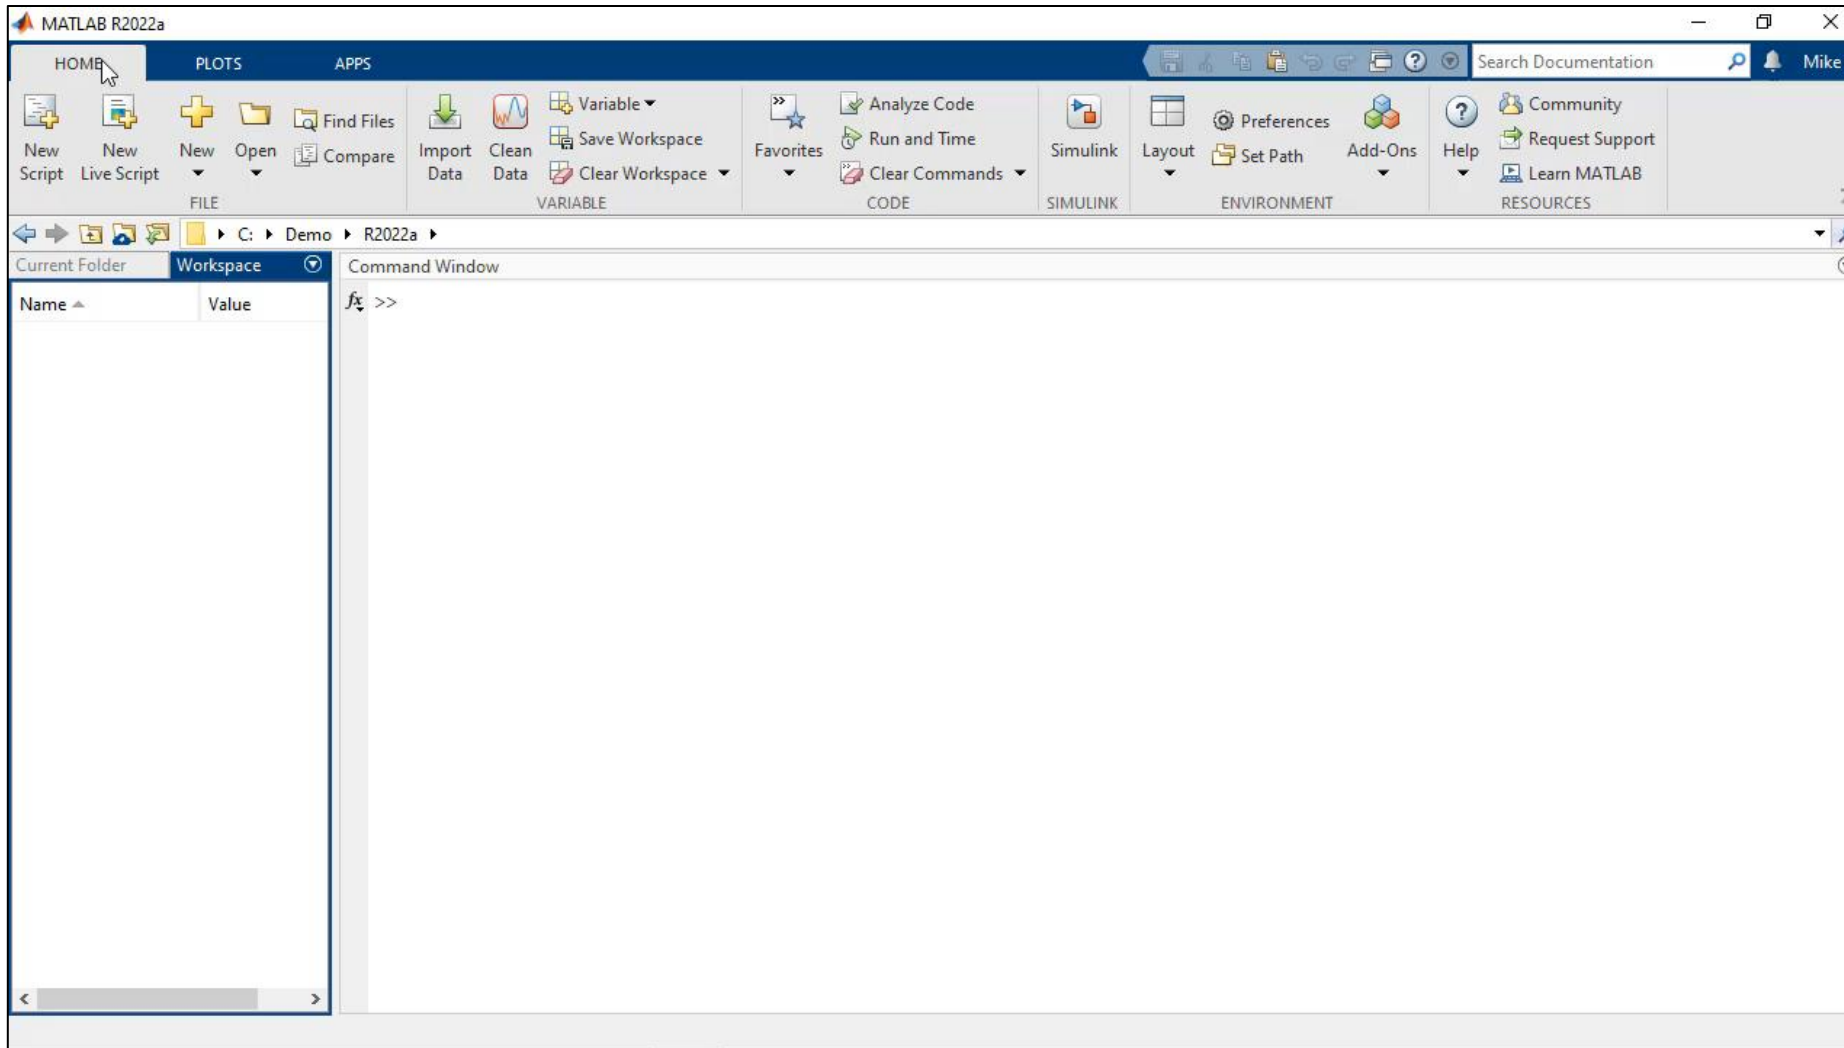 MATLAB R2022a
HOME PLOTS APPS Search Documentation Mike
New Script
New Live Script
New
Open
Find Files
Compare
FILE
Import Data
Clean Data
Variable
Save Workspace
Clear Workspace
VARIABLE
Favorites
Analyze Code
Run and Time
Clear Commands
CODE
Simulink
SIMULINK
Layout
Preferences
Set Path
Add-Ons
ENVIRONMENT
Help
Community
Request Support
Learn MATLAB
RESOURCES
C: Demo R2022a
Current Folder Workspace
Name Value
Command Window
fx >>